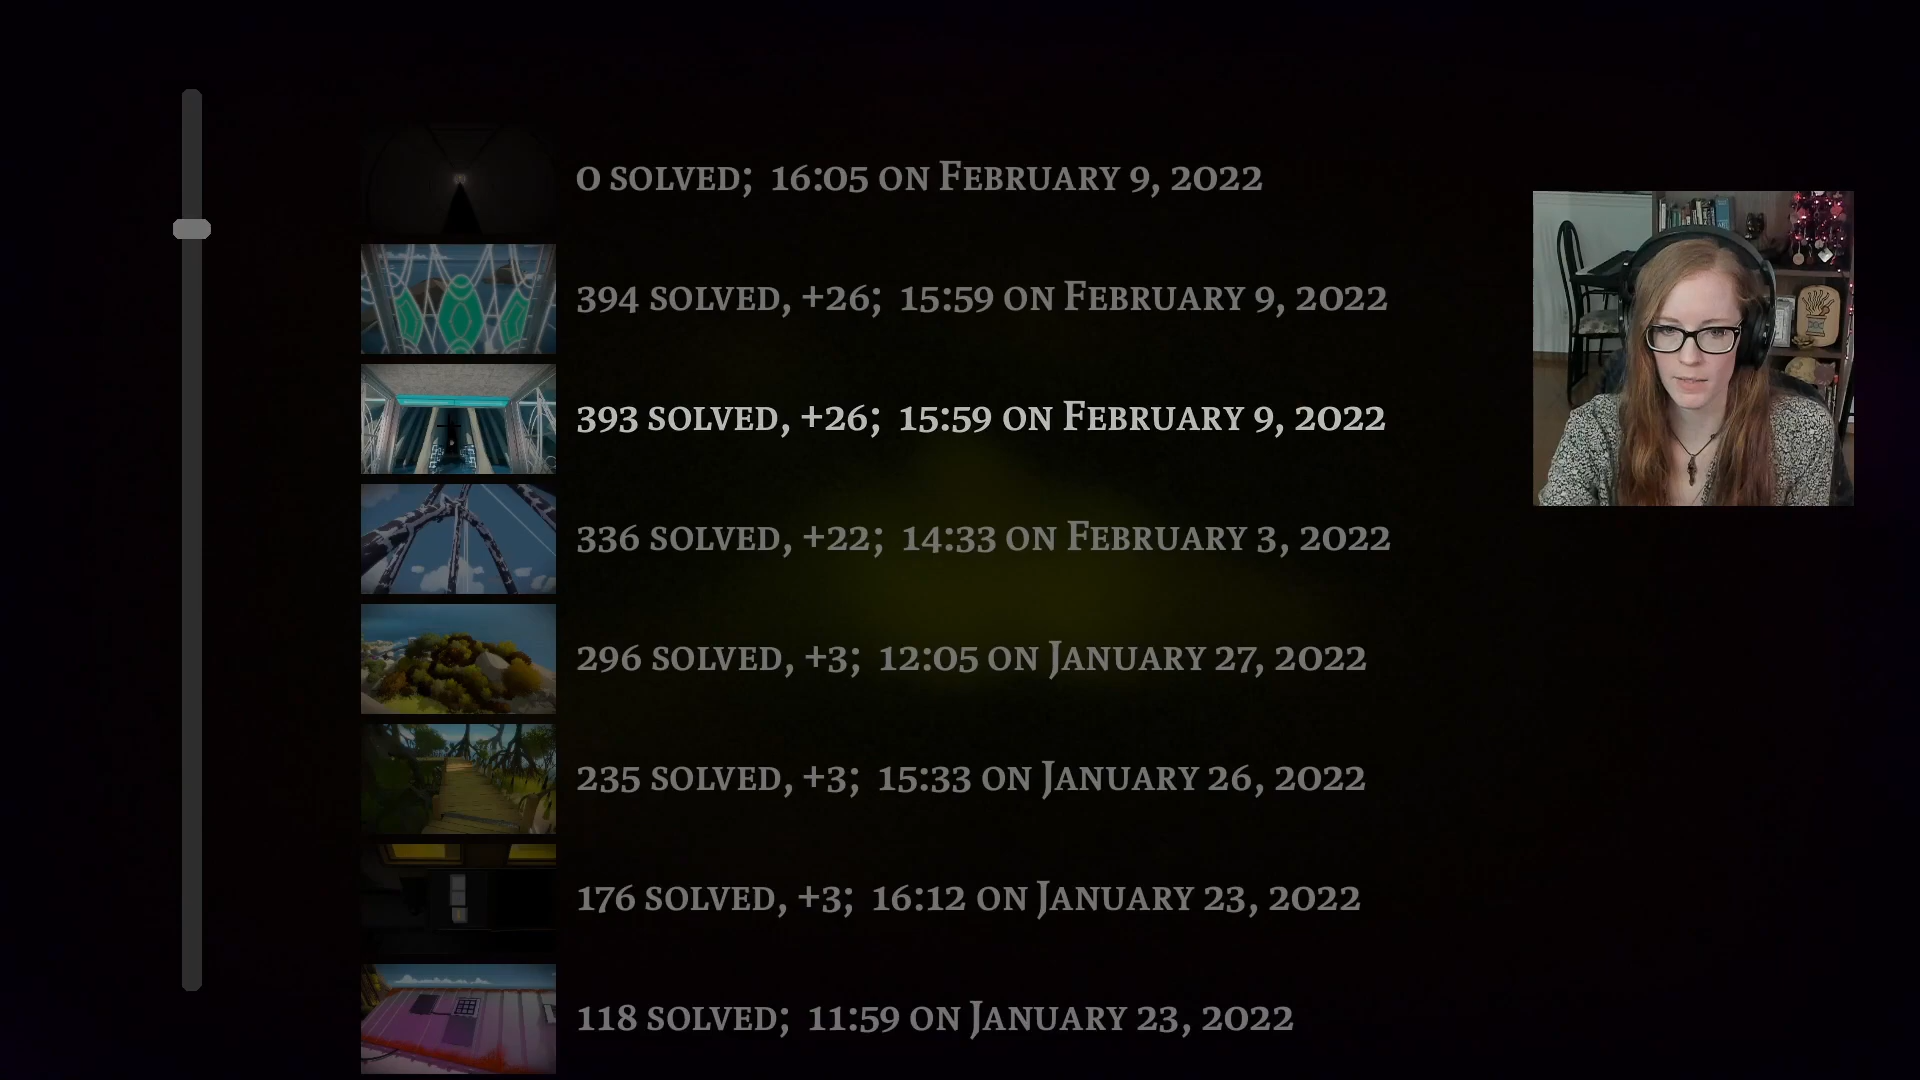 0 SOLVED; 16:05 ON FEBRUARY 9, 2022
394 SOLVED, +26; 15:59 ON FEBRUARY 9, 2022
393 SOLVED, +26; 15:59 ON FEBRUARY 9, 2022
336 SOLVED, +22; 14:33 ON FEBRUARY 3, 2022
296 SOLVED, +3; 12:05 ON JANUARY 27, 2022
235 SOLVED, +3; 15:33 ON JANUARY 26, 2022
176 SOLVED, +3; 16:12 ON JANUARY 23, 2022
118 SOLVED; 11:59 ON JANUARY 23, 2022